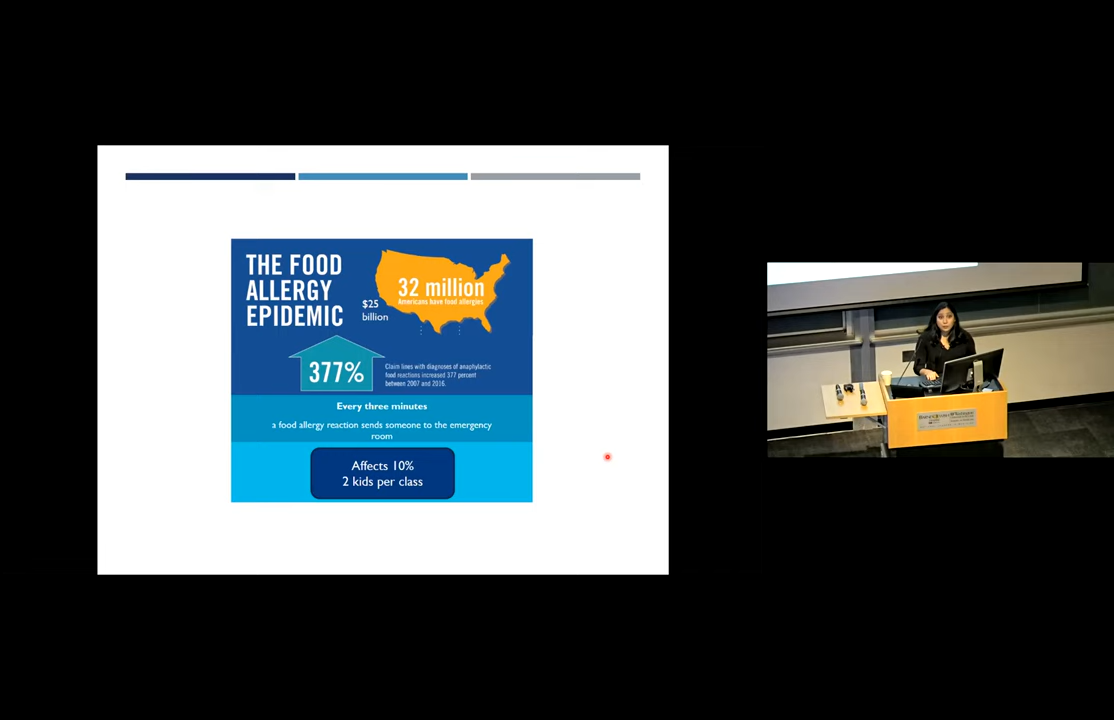 THE FOOD
ALLERGY
EPIDEMIC
$25
billion
32 million
Americans have food allergies
377%
Claim lines with diagnoses of anaphylactic
food reactions increased 377 percent
between 2007 and 2016.
Every three minutes
a food allergy reaction sends someone to the emergency
room
Affects 10%
2 kids per class